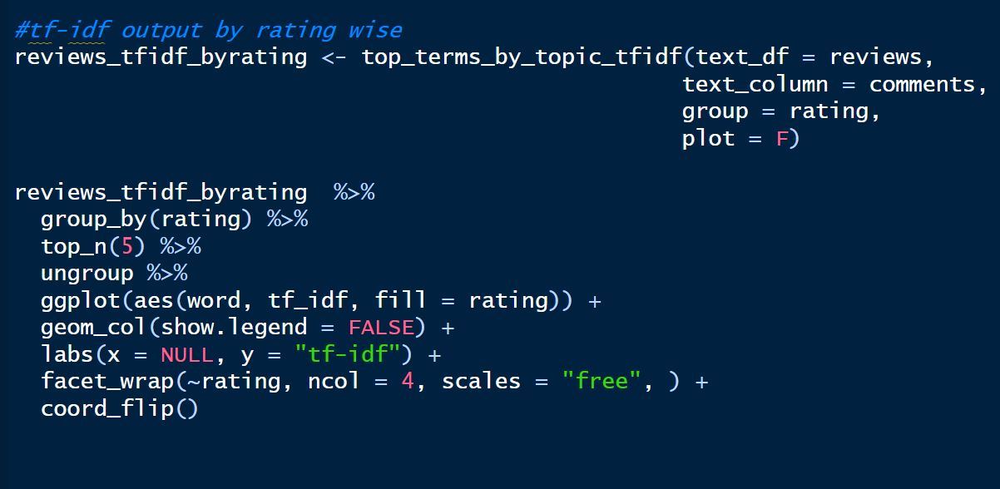 #tf-idf output by rating wise
reviews_tfidf_byrating <- top_terms_by_topic_tfidf(text_df = reviews,
text_column = comments,
group = rating,
plot = F)
reviews_tfidf_byrating  %>%
group_by(rating) %>%
top_n(5) %>%
ungroup %>%
ggplot(aes(word, tf_idf, fill = rating)) +
geom_col(show.legend = FALSE) +
labs(x = NULL, y = "tf-idf") +
facet_wrap(~rating, ncol = 4, scales = "free", ) +
coord_flip()